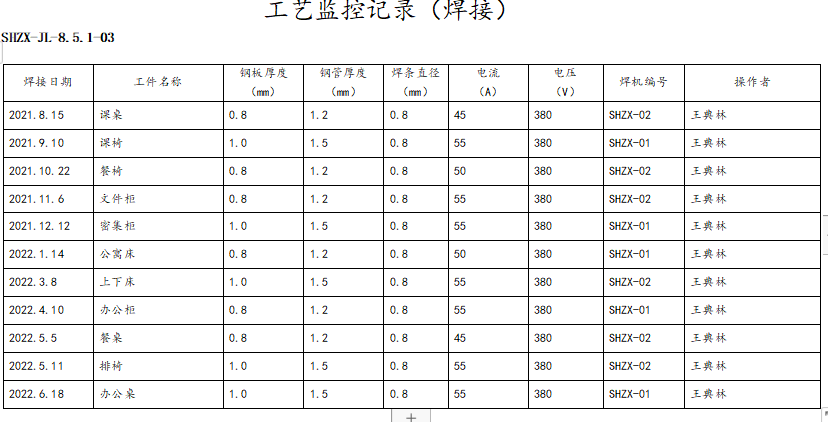 工艺监控记录（焊接）
SHZX-JL-8.5.1-03
焊接日期 工件名称 钢板厚度（mm） 钢管厚度（mm） 焊条直径（mm） 电流（A） 电压（V） 焊机编号 操作者
2021.8.15 课桌 0.8 1.2 0.8 45 380 SHZX-02 王典林
2021.9.10 课椅 1.0 1.5 0.8 55 380 SHZX-01 王典林
2021.10.22 餐椅 0.8 1.2 0.8 50 380 SHZX-02 王典林
2021.11.6 文件柜 0.8 1.2 0.8 55 380 SHZX-02 王典林
2021.12.12 密集柜 1.0 1.5 0.8 55 380 SHZX-01 王典林
2022.1.14 公寓床 0.8 1.2 0.8 50 380 SHZX-01 王典林
2022.3.8 上下床 1.0 1.5 0.8 55 380 SHZX-02 王典林
2022.4.10 办公柜 0.8 1.2 0.8 55 380 SHZX-01 王典林
2022.5.5 餐桌 0.8 1.2 0.8 45 380 SHZX-02 王典林
2022.5.11 排椅 1.0 1.5 0.8 55 380 SHZX-02 王典林
2022.6.18 办公桌 1.0 1.5 0.8 55 380 SHZX-01 王典林